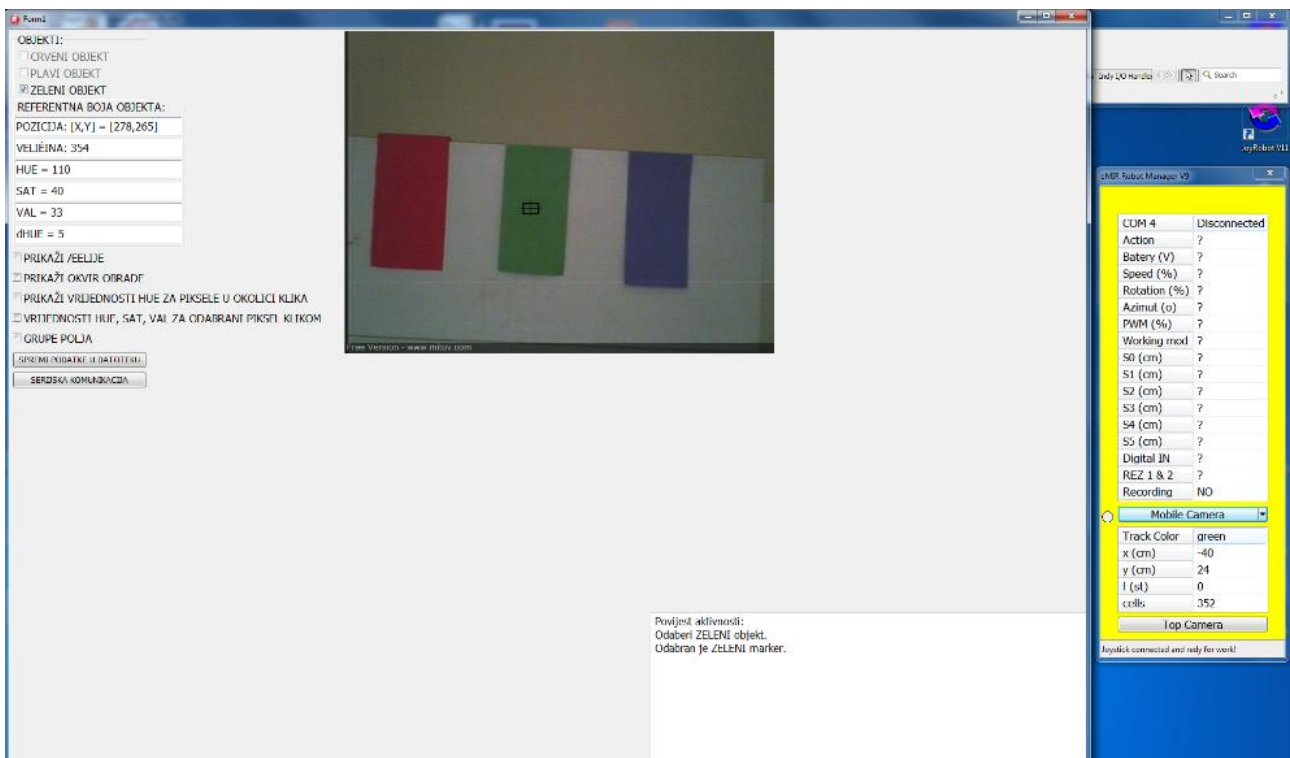 Form1
OBJEKTI:
CRVENI OBJEKT
PLAVI OBJEKT
ZELENI OBJEKT
REFERENTNA BOJA OBJEKTA:
POZICIJA: [X,Y] = [278,265]
VELIÈINA: 354
HUE = 110
SAT = 40
VAL = 33
dHUE = 5
PRIKAŽI ÆELIJE
PRIKAŽI OKVIR OBRADE
PRIKAŽI VRIJEDNOSTI HUE ZA PIKSELE U OKOLICI KLIKA
VRIJEDNOSTI HUE, SAT, VAL ZA ODABRANI PIKSEL KLIKOM
GRUPE POLJA
SPREMI PODATKE U DATOTEKU
SERIJSKA KOMUNIKACIJA
Free Version - www.mitov.com
Povijest aktivnosti:
Odaberi ZELENI objekt.
Odabran je ZELENI marker.
Indy I/O Handler
Search
JoyRobot V11
eMIR Robot Manager V9
COM 4 Disconnected
Action ?
Batery (V) ?
Speed (%) ?
Rotation (%) ?
Azimut (o) ?
PWM (%) ?
Working mod ?
S0 (cm) ?
S1 (cm) ?
S2 (cm) ?
S3 (cm) ?
S4 (cm) ?
S5 (cm) ?
Digital IN ?
REZ 1 & 2 ?
Recording NO
Mobile Camera
Track Color green
x (cm) -40
y (cm) 24
l (st) 0
cells 352
Top Camera
Joystick connected and redy for work!